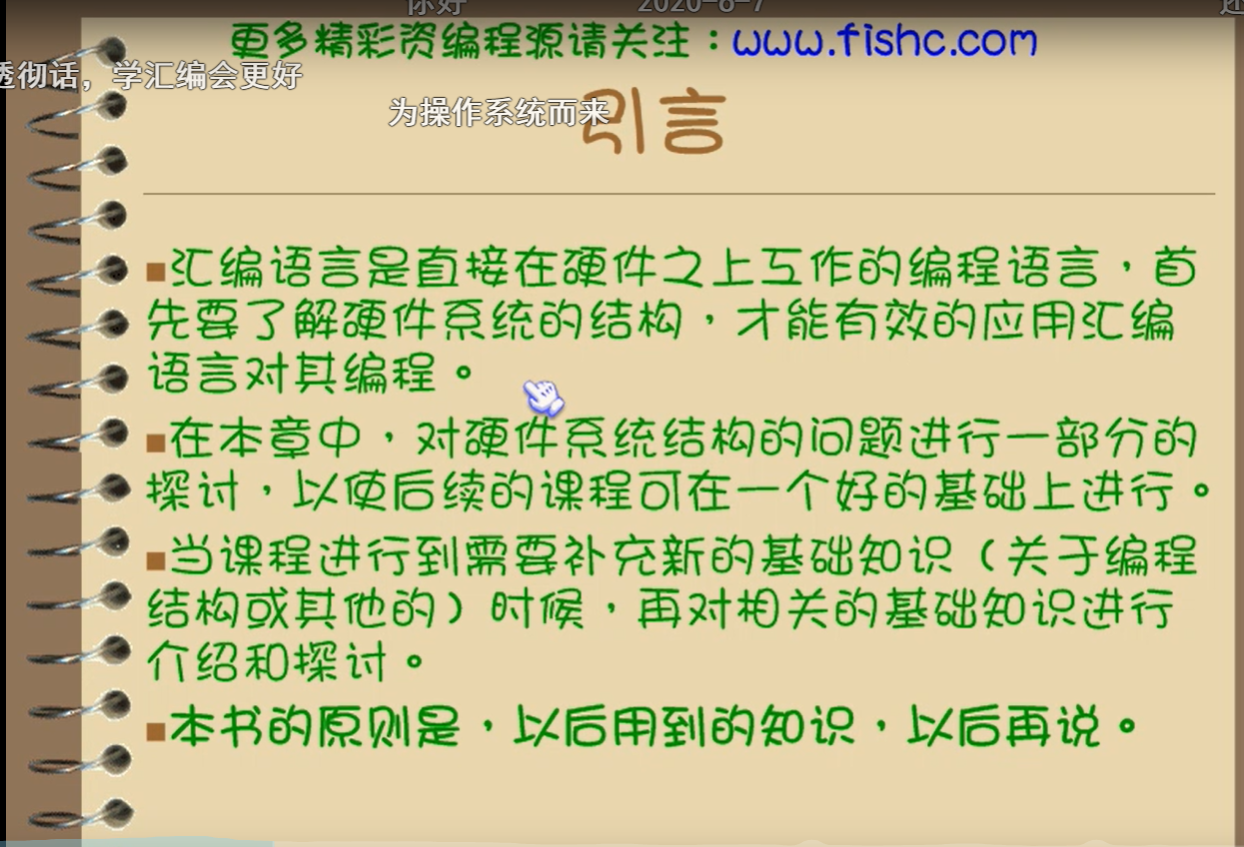 你好 2020-6-7 还
更多精彩资编程源请关注：www.fishc.com
透彻话，学汇编会更好
为操作系统而来
引言
■汇编语言是直接在硬件之上工作的编程语言，首
先要了解硬件系统的结构，才能有效的应用汇编
语言对其编程。
■在本章中，对硬件系统结构的问题进行一部分的
探讨，以使后续的课程可在一个好的基础上进行。
■当课程进行到需要补充新的基础知识（关于编程
结构或其他的）时候，再对相关的基础知识进行
介绍和探讨。
■本书的原则是，以后用到的知识，以后再说。